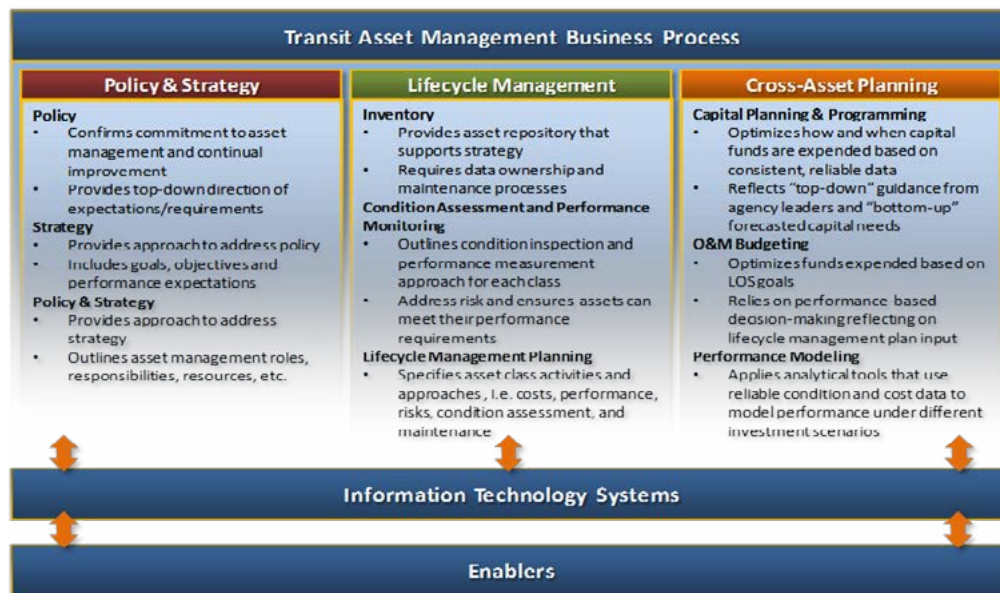 Transit Asset Management Business Process
Policy & Strategy
Policy
• Confirms commitment to asset
management and continual
improvement
• Provides top-down direction of
expectations/requirements
Strategy
• Provides approach to address policy
• Includes goals, objectives and
performance expectations
Policy & Strategy
• Provides approach to address
strategy
• Outlines asset management roles,
responsibilities, resources, etc.
Lifecycle Management
Inventory
• Provides asset repository that
supports strategy
• Requires data ownership and
maintenance processes
Condition Assessment and Performance
Monitoring
• Outlines condition inspection and
performance measurement
approach for each class
• Address risk and ensures assets can
meet their performance
requirements
Lifecycle Management Planning
• Specifies asset class activities and
approaches , i.e. costs, performance,
risks, condition assessment, and
maintenance
Cross-Asset Planning
Capital Planning & Programming
• Optimizes how and when capital
funds are expended based on
consistent, reliable data
• Reflects “top-down” guidance from
agency leaders and “bottom-up”
forecasted capital needs
O&M Budgeting
• Optimizes funds expended based on
LOS goals
• Relies on performance-based
decision-making reflecting on
lifecycle management plan input
Performance Modeling
• Applies analytical tools that use
reliable condition and cost data to
model performance under different
investment scenarios
Information Technology Systems
Enablers